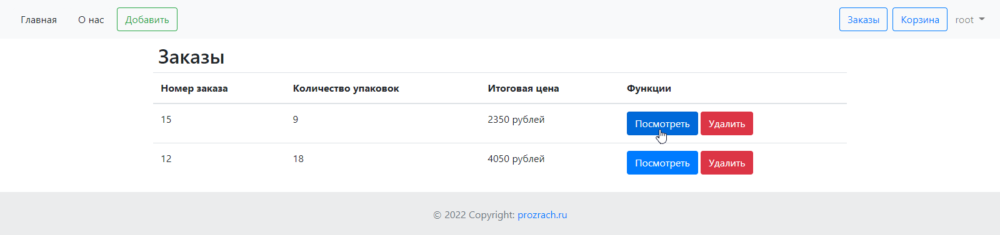 Главная О нас Добавить Заказы Корзина root
Заказы
Номер заказа Количество упаковок Итоговая цена Функции
15 9 2350 рублей Посмотреть Удалить
12 18 4050 рублей Посмотреть Удалить
© 2022 Copyright: prozrach.ru